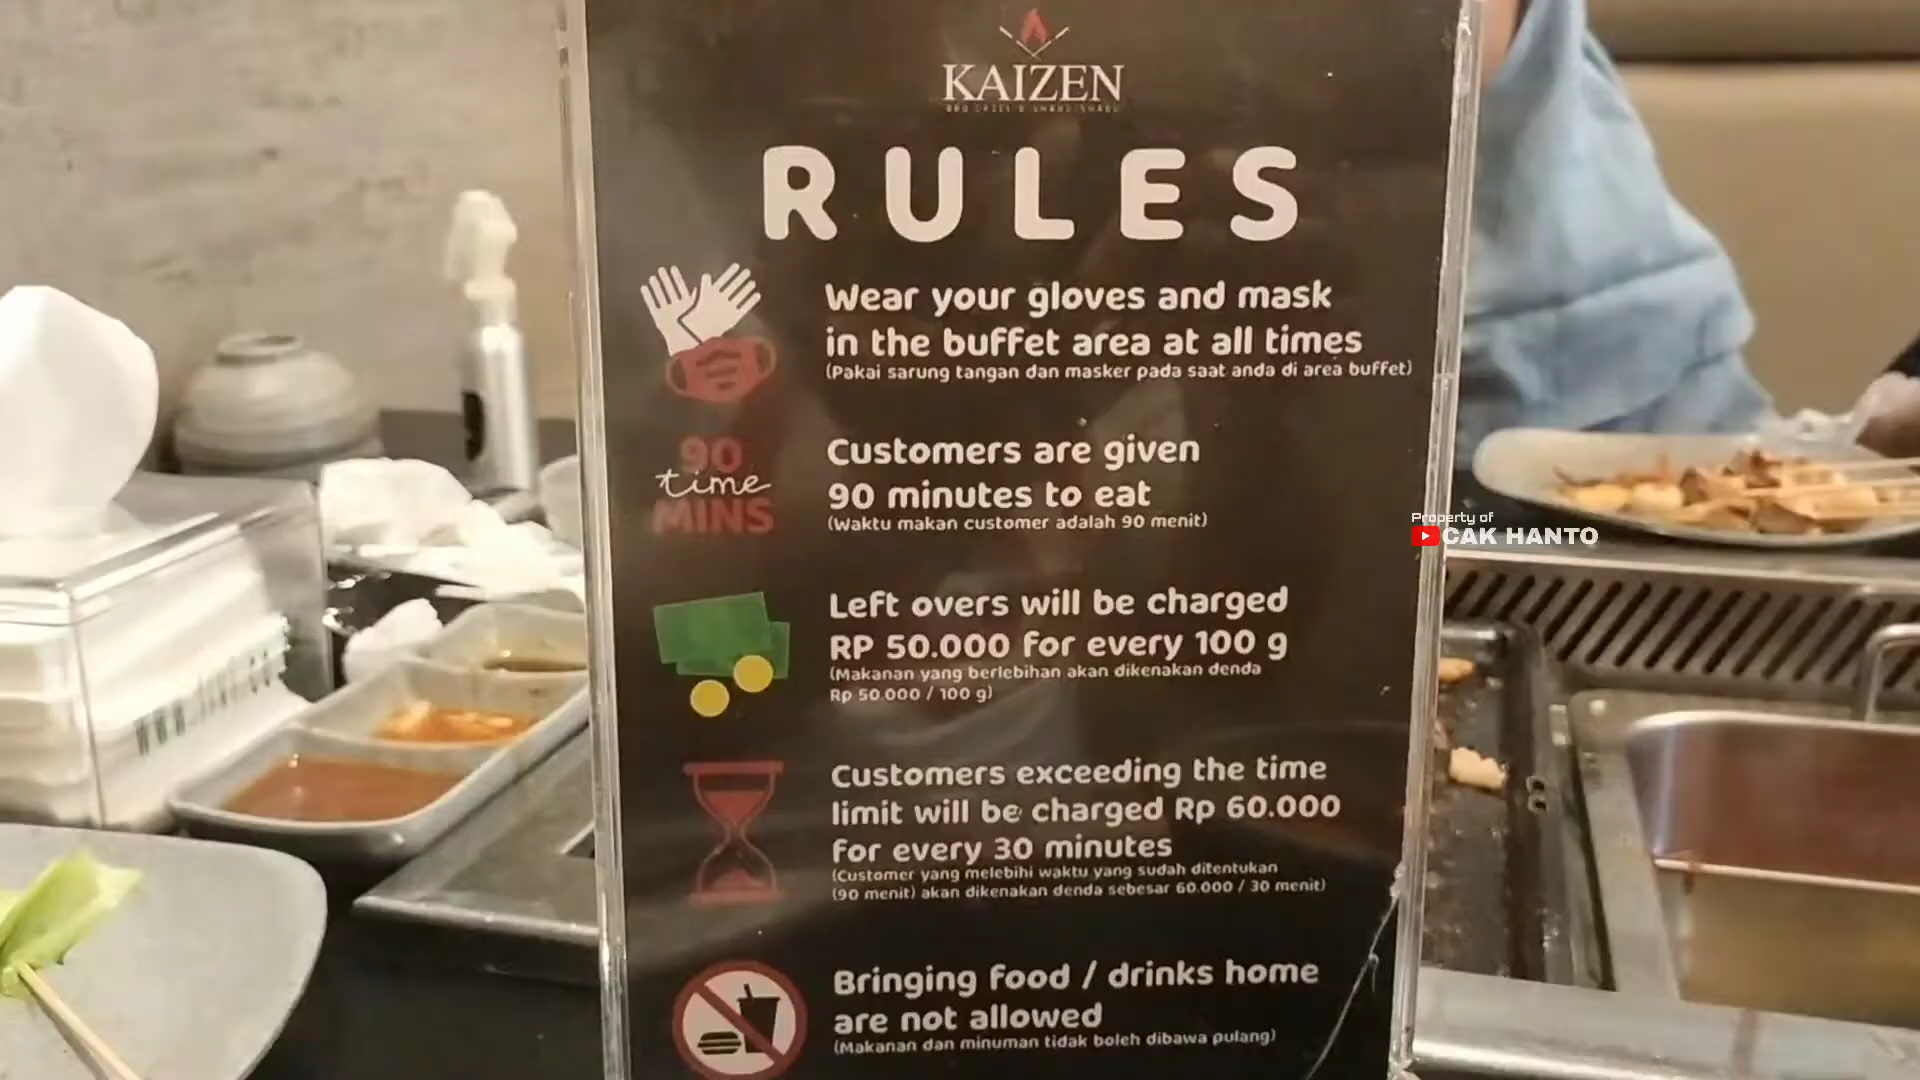 KAIZEN
RULES
Wear your gloves and mask
in the buffet area at all times
(Pakai sarung tangan dan masker pada saat anda di area buffet)
90
time
MINS
Customers are given
90 minutes to eat
(Waktu makan customer adalah 90 menit)
Property of
CAK HANTO
Left overs will be charged
RP 50.000 for every 100 g
(Makanan yang berlebihan akan dikenakan denda
Rp 50.000 / 100 g)
Customers exceeding the time
limit will be charged Rp 60.000
for every 30 minutes
(Customer yang melebihi waktu yang sudah ditentukan
(90 menit) akan dikenakan denda sebesar 60.000 / 30 menit)
Bringing food / drinks home
are not allowed
(Makanan dan minuman tidak boleh dibawa pulang)